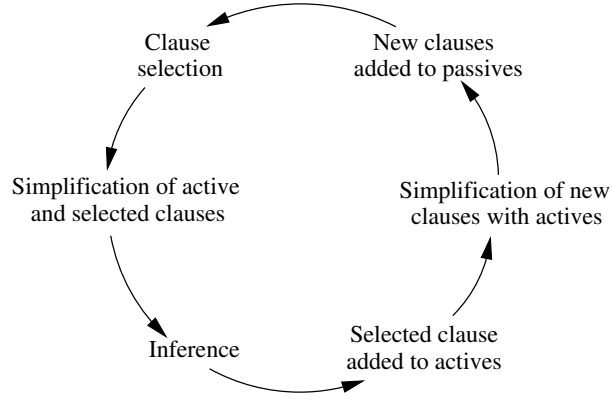 Clause
selection
New clauses
added to passives
Simplification of active
and selected clauses
Simplification of new
clauses with actives
Inference
Selected clause
added to actives